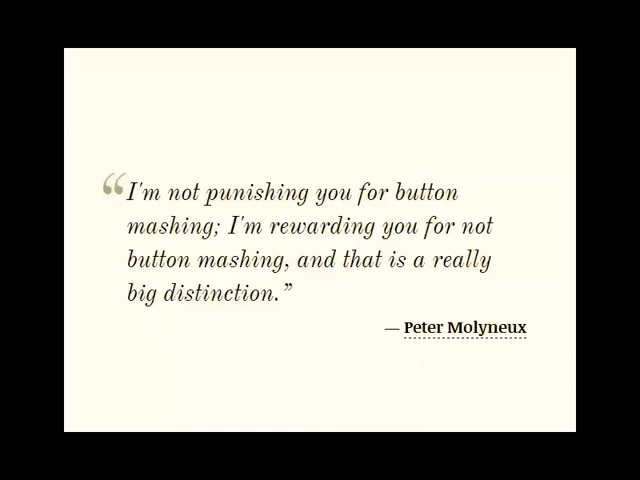 “I'm not punishing you for button
mashing; I'm rewarding you for not
button mashing, and that is a really
big distinction.”
— Peter Molyneux